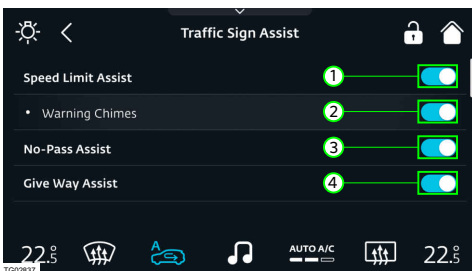 Traffic Sign Assist
Speed Limit Assist 1
• Warning Chimes 2
No-Pass Assist 3
Give Way Assist 4
22.5 A AUTO A/C 22.5
TG02837